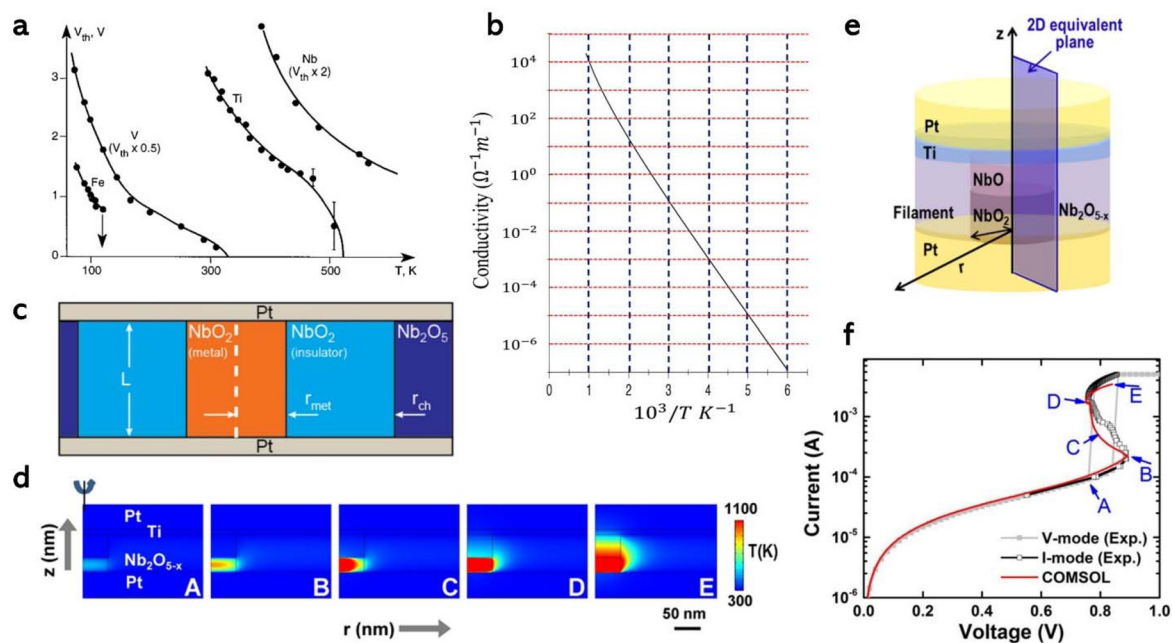 a
V_th, V
3
2
1
0
100
300
500
T, K
Nb
(V_th x 2)
Ti
V
(V_th x 0.5)
Fe
b
Conductivity (Ω⁻¹m⁻¹)
10⁴
10²
10⁰
10⁻²
10⁻⁴
10⁻⁶
0
1
2
3
4
5
6
10³/T K⁻¹
c
Pt
NbO₂
(metal)
NbO₂
(insulator)
Nb₂O₅
L
r_met
r_ch
Pt
d
z (nm)
Pt
Ti
Nb₂O₅₋ₓ
Pt
A
B
C
D
E
1100
T(K)
300
r (nm)
50 nm
e
z
2D equivalent
plane
Pt
Ti
NbO
Filament
NbO₂
Nb₂O₅₋ₓ
Pt
r
f
Current (A)
10⁻³
10⁻⁴
10⁻⁵
10⁻⁶
0.0
0.2
0.4
0.6
0.8
1.0
Voltage (V)
D
E
C
B
A
V-mode (Exp.)
I-mode (Exp.)
COMSOL